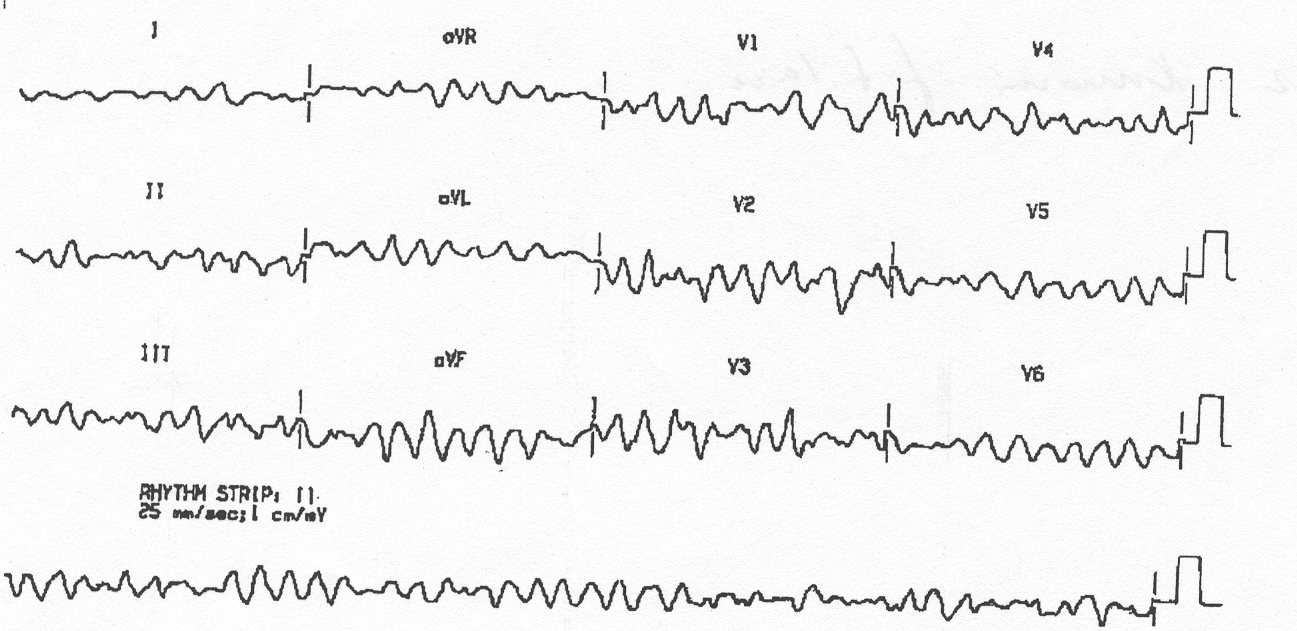 I aVR V1 V4
II aVL V2 V5
III aVF V3 V6
RHYTHM STRIP: II
25 mm/sec; 1 cm/mV